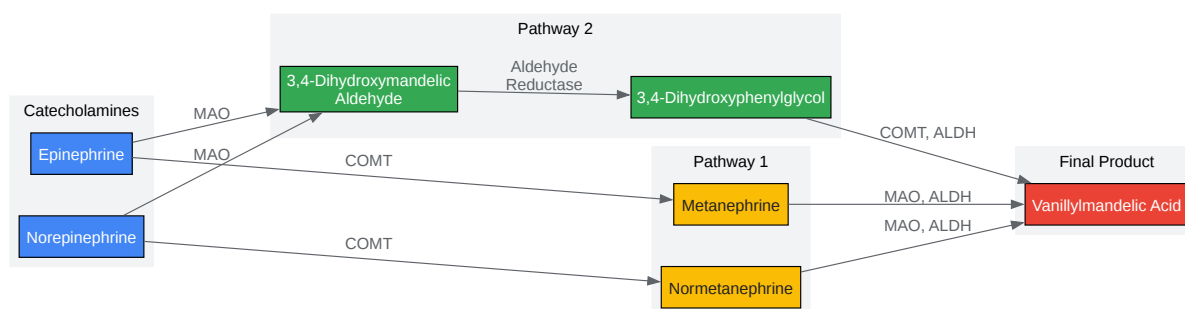 Pathway 2
3,4-Dihydroxymandelic
Aldehyde
Aldehyde
Reductase
3,4-Dihydroxyphenylglycol
Catecholamines
Epinephrine
Norepinephrine
MAO
MAO
COMT
COMT
COMT, ALDH
Pathway 1
Metanephrine
Normetanephrine
MAO, ALDH
MAO, ALDH
Final Product
Vanillylmandelic Acid